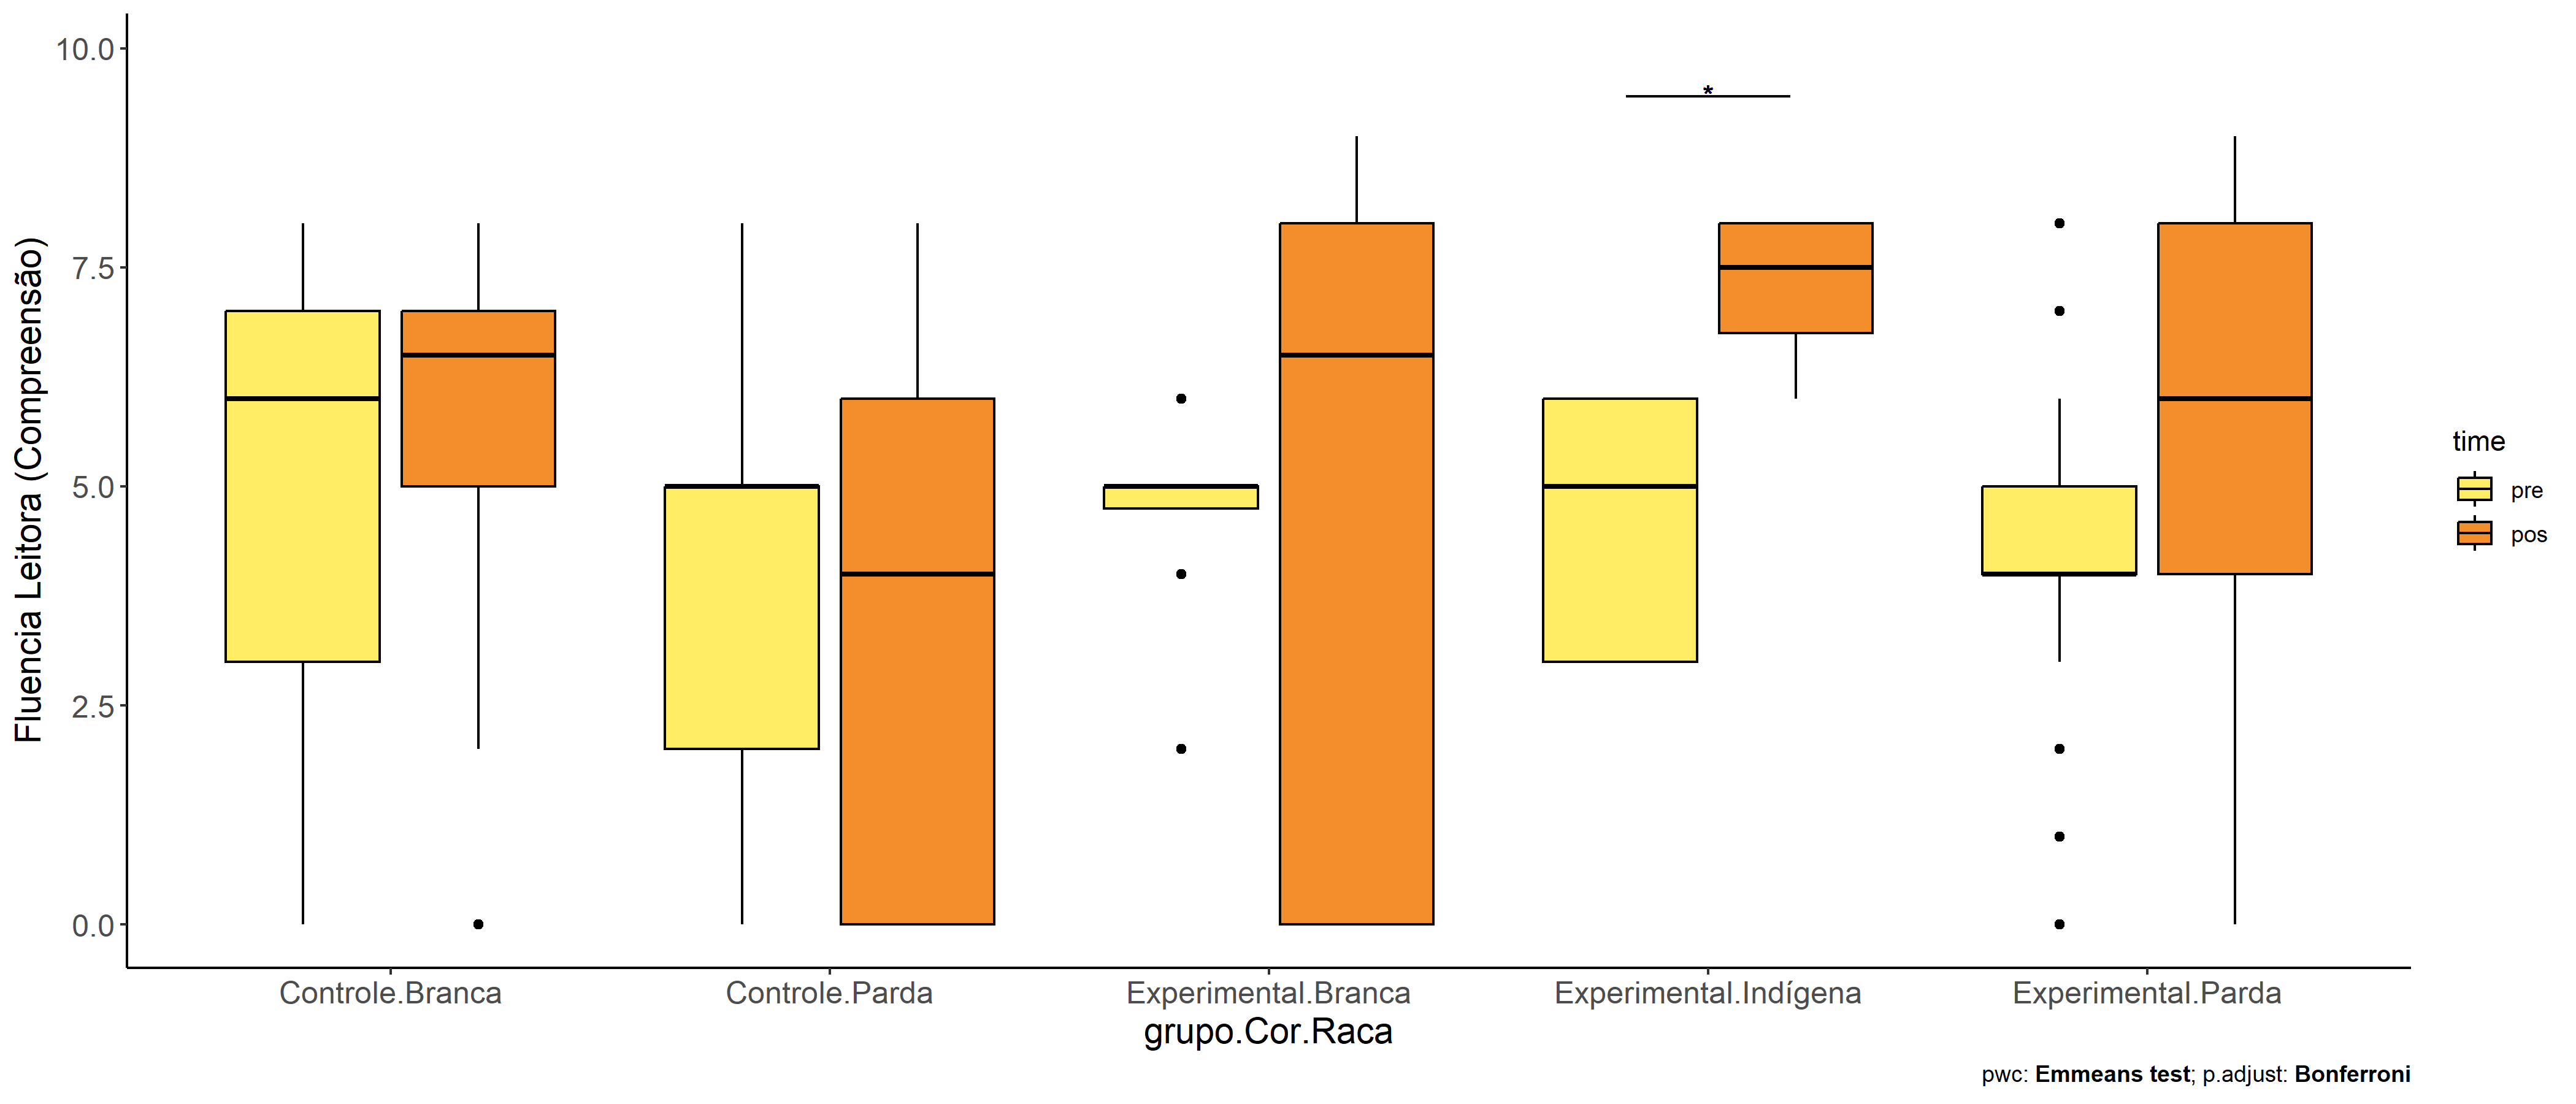 Fluencia Leitora (Compreensão)
10.0
7.5
5.0
2.5
0.0
*
Controle.Branca
Controle.Parda
Experimental.Branca
Experimental.Indígena
Experimental.Parda
grupo.Cor.Raca
time
pre
pos
pwc: Emmeans test; p.adjust: Bonferroni